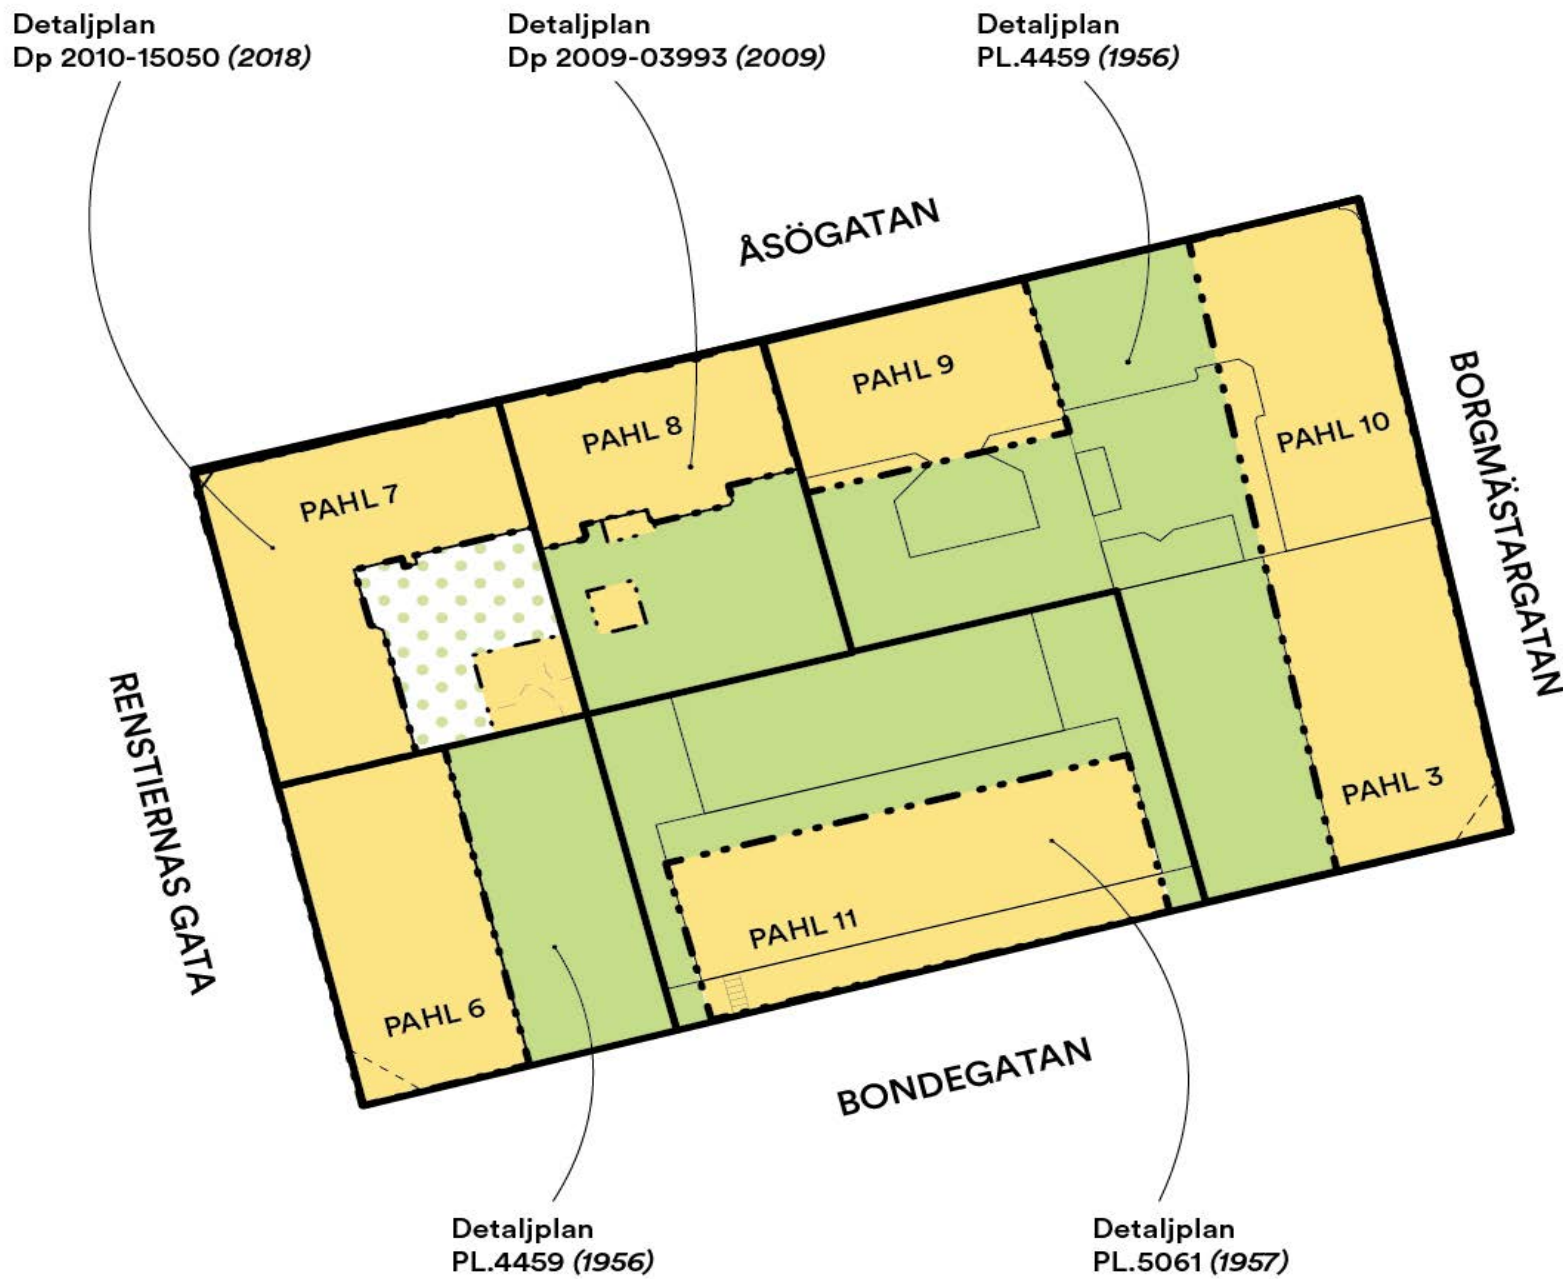 Detaljplan
Dp 2010-15050 (2018)
Detaljplan
Dp 2009-03993 (2009)
Detaljplan
PL.4459 (1956)
ÅSÖGATAN
PAHL 9
PAHL 8
PAHL 10
PAHL 7
BORGMÄSTARGATAN
RENSTIERNAS GATA
PAHL 3
PAHL 11
PAHL 6
BONDEGATAN
Detaljplan
PL.4459 (1956)
Detaljplan
PL.5061 (1957)